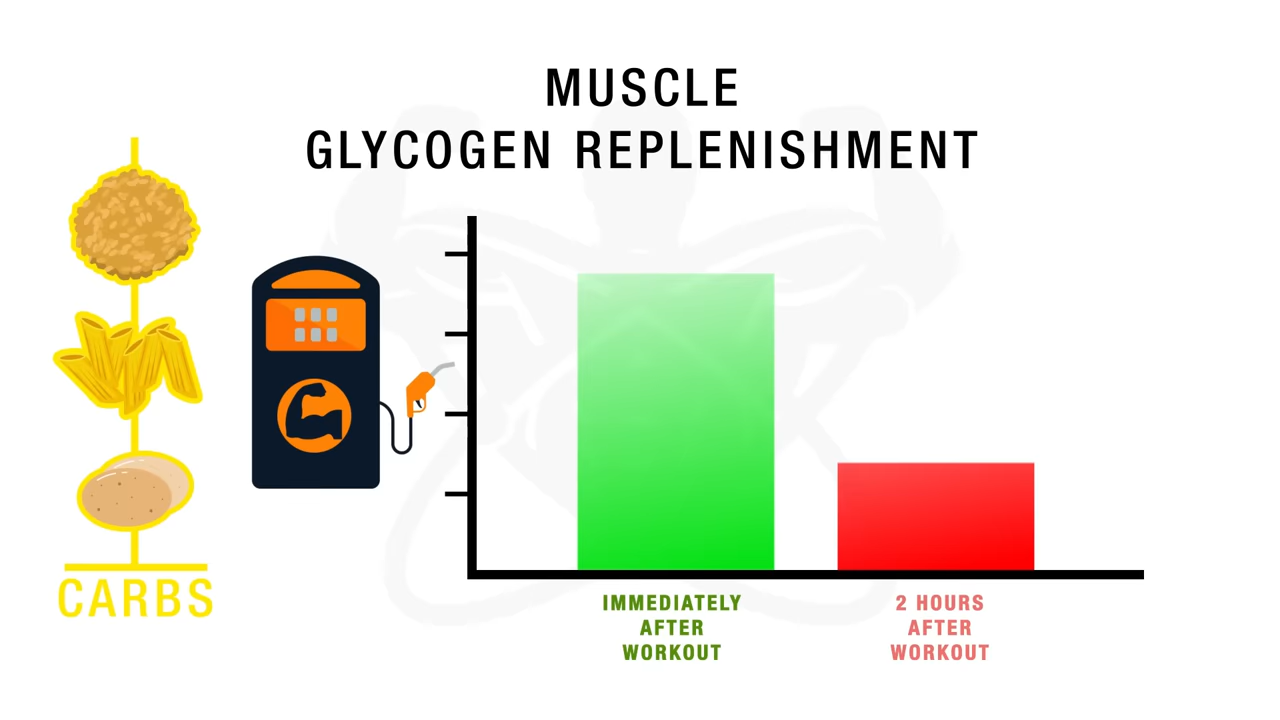 MUSCLE
GLYCOGEN REPLENISHMENT
CARBS
IMMEDIATELY
AFTER
WORKOUT
2 HOURS
AFTER
WORKOUT